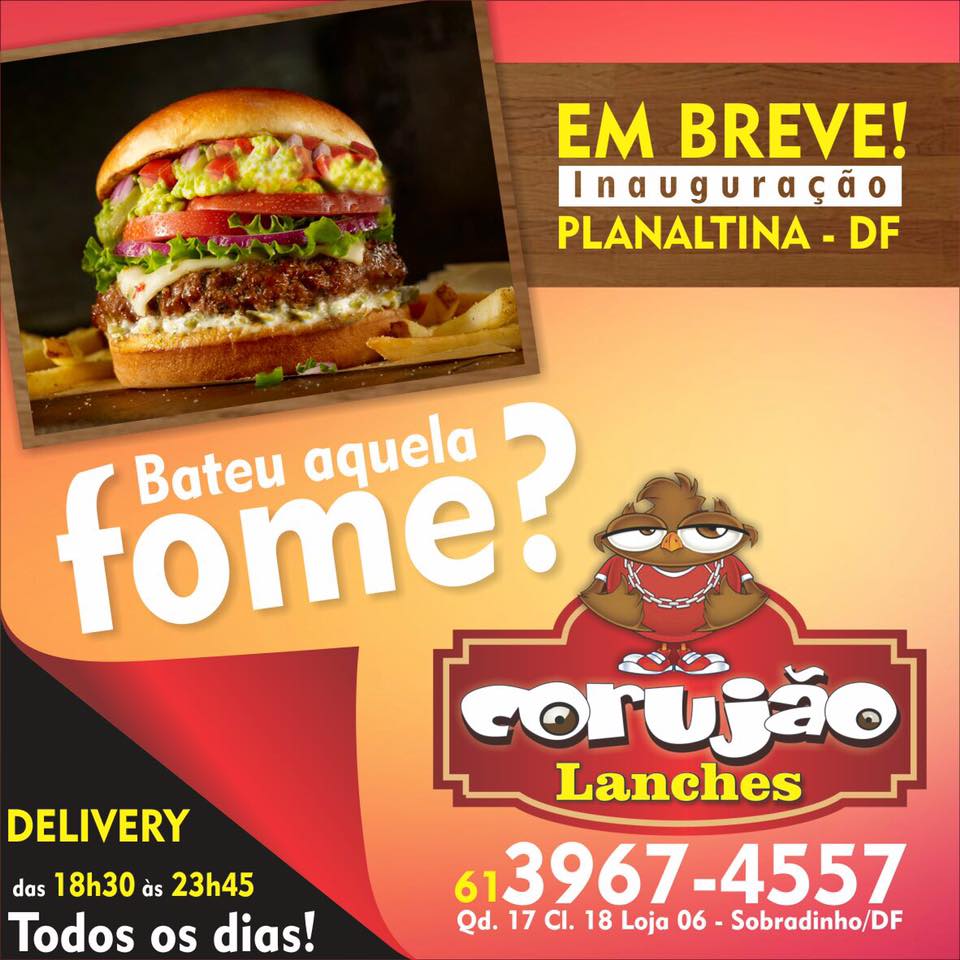 EM BREVE!
Inauguração
PLANALTINA - DF
Bateu aquela
fome?
corujão
Lanches
DELIVERY
das 18h30 às 23h45
Todos os dias!
61 3967-4557
Qd. 17 Cl. 18 Loja 06 - Sobradinho/DF